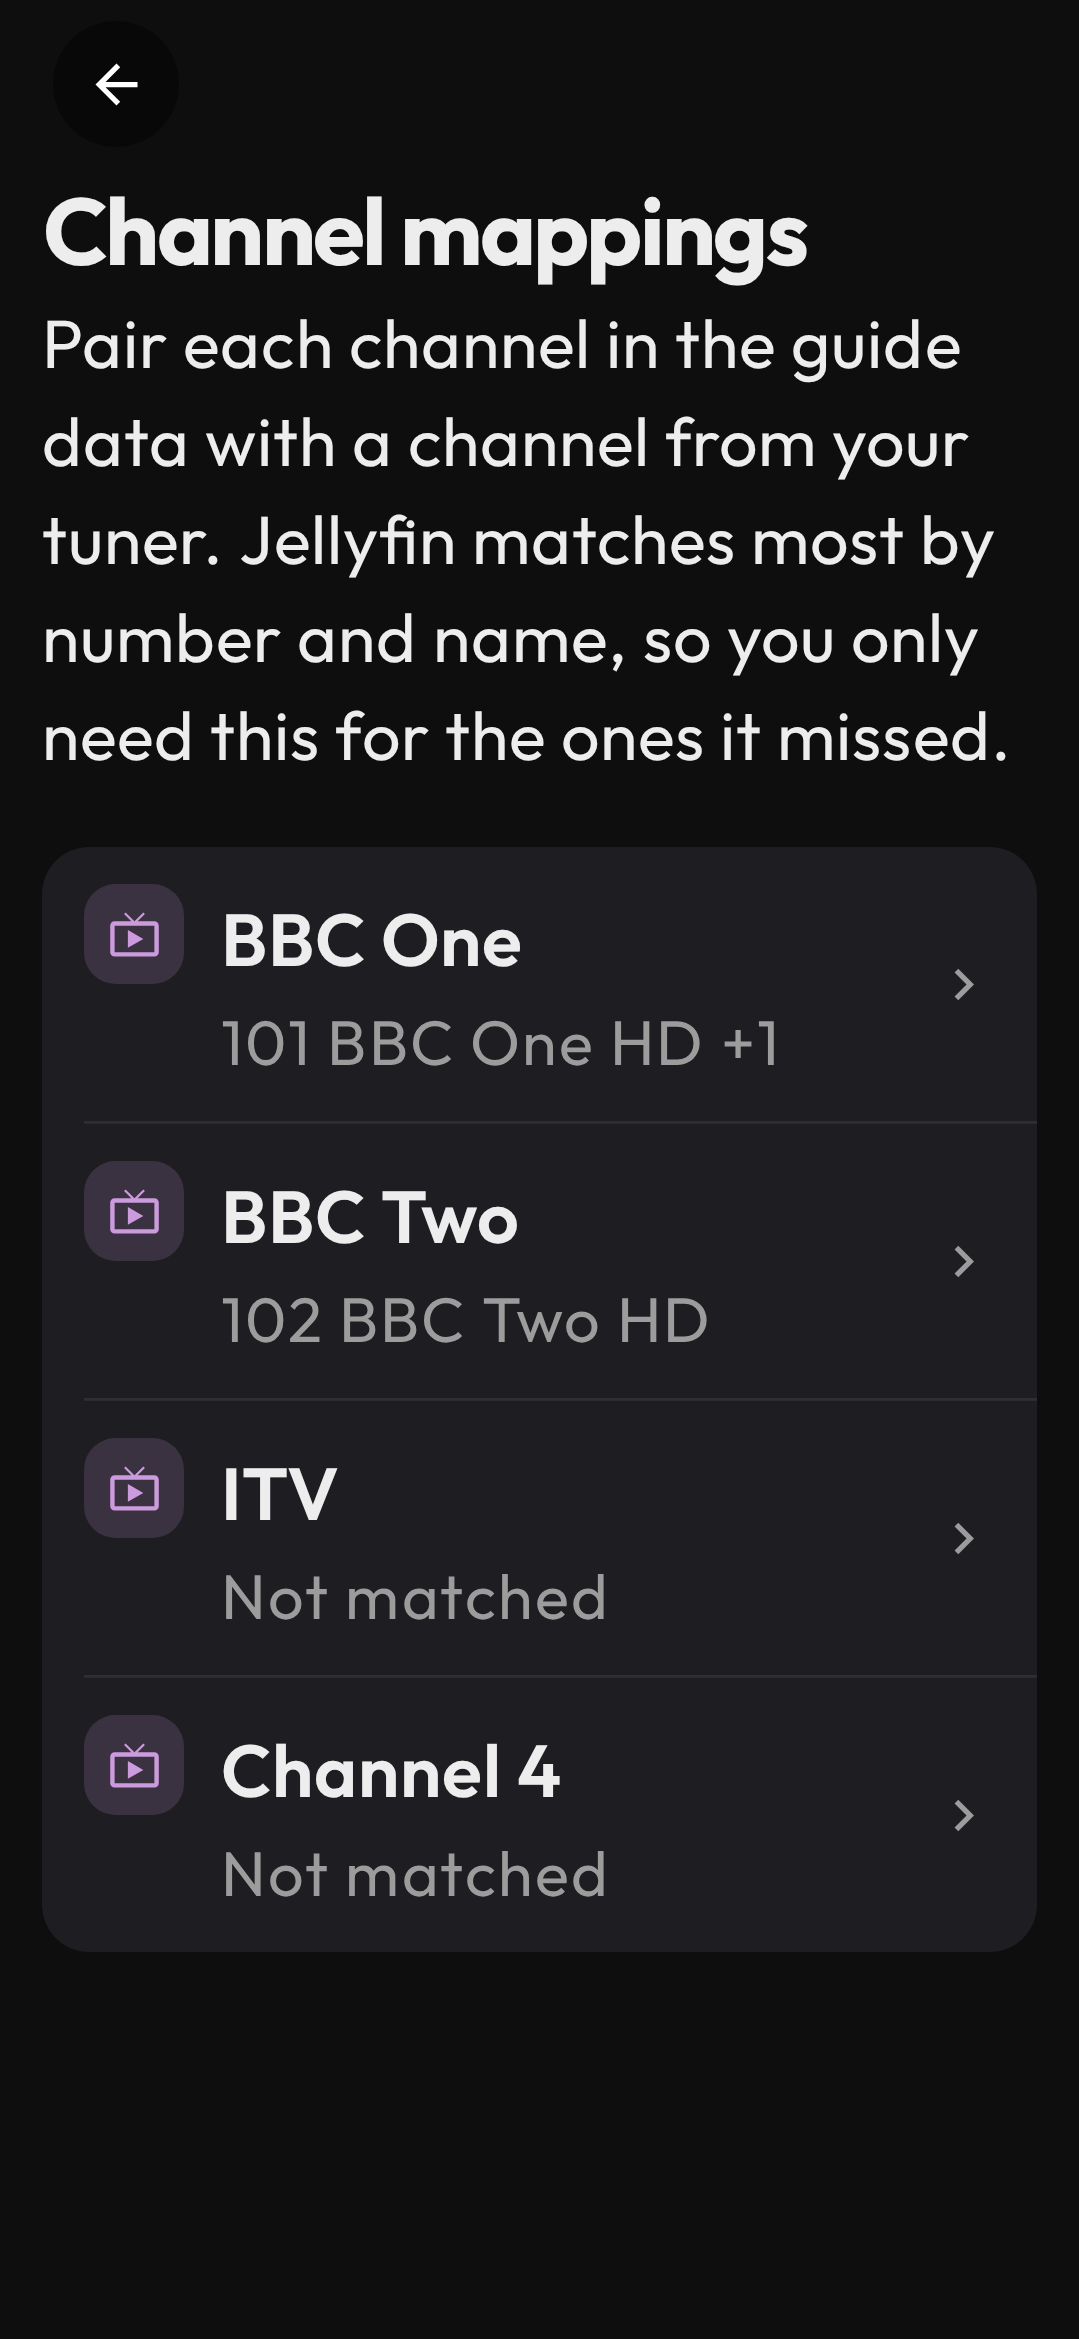 Channel mappings
Pair each channel in the guide
data with a channel from your
tuner. Jellyfin matches most by
number and name, so you only
need this for the ones it missed.
BBC One
101 BBC One HD +1
BBC Two
102 BBC Two HD
ITV
Not matched
Channel 4
Not matched